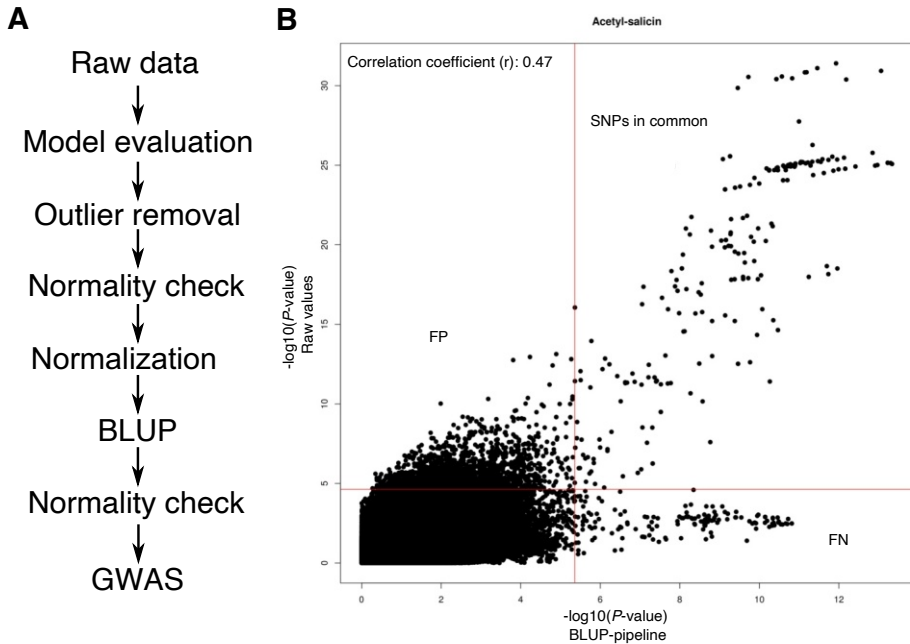 A
Raw data
Model evaluation
Outlier removal
Normality check
Normalization
BLUP
Normality check
GWAS
B
Acetyl-salicin
Correlation coefficient (r): 0.47
SNPs in common
FP
FN
-log10(P-value)
Raw values
30
25
20
15
10
5
0
0 2 4 6 8 10 12
-log10(P-value)
BLUP-pipeline